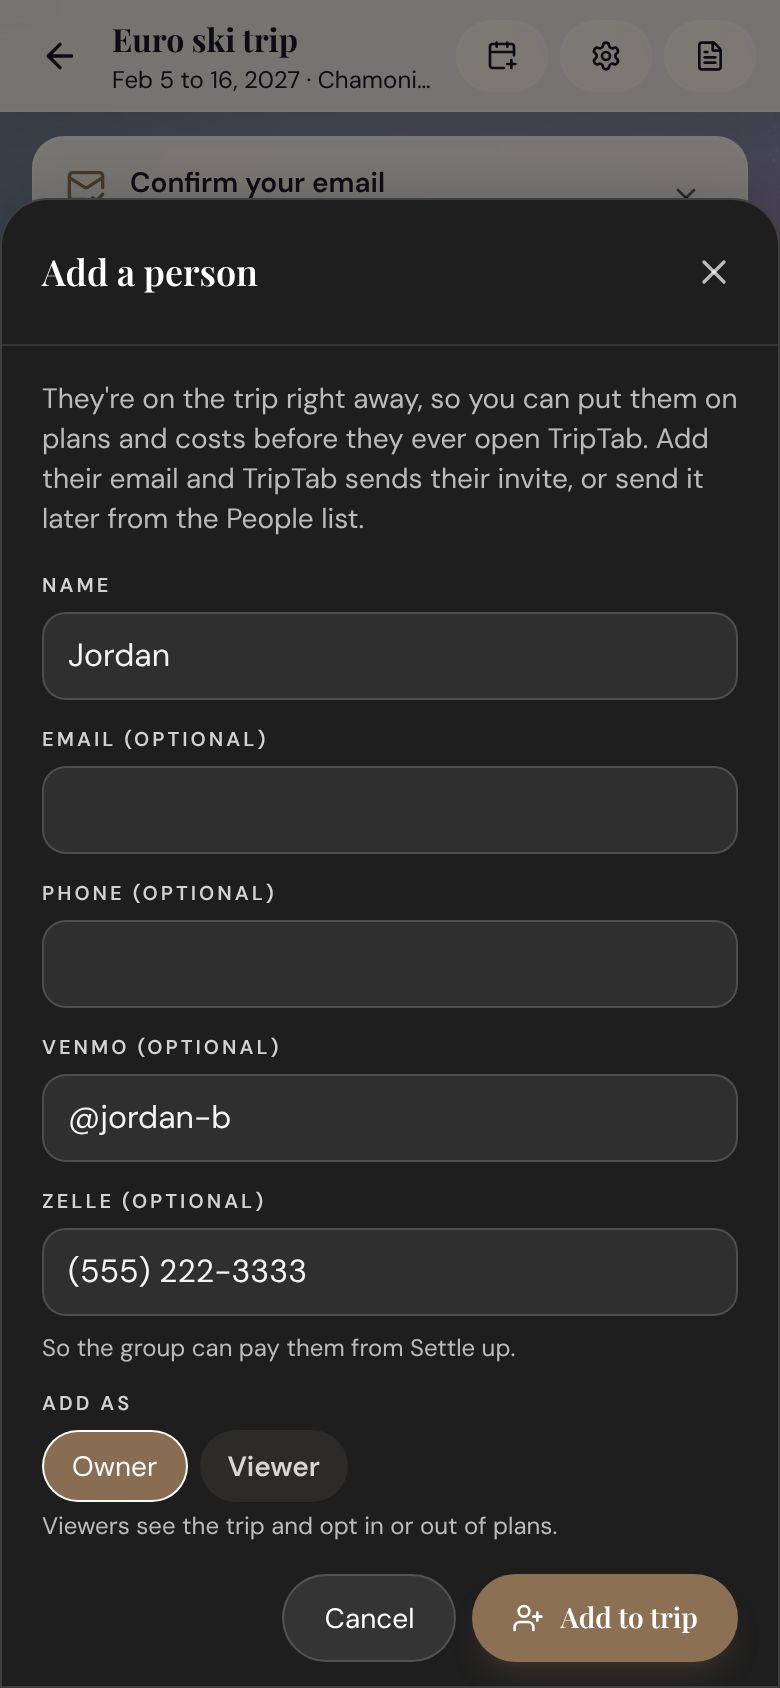 Euro ski trip
Feb 5 to 16, 2027 · Chamoni...
Confirm your email
Add a person
They're on the trip right away, so you can put them on
plans and costs before they ever open TripTab. Add
their email and TripTab sends their invite, or send it
later from the People list.
NAME
Jordan
EMAIL (OPTIONAL)
PHONE (OPTIONAL)
VENMO (OPTIONAL)
@jordan-b
ZELLE (OPTIONAL)
(555) 222-3333
So the group can pay them from Settle up.
ADD AS
Owner Viewer
Viewers see the trip and opt in or out of plans.
Cancel Add to trip